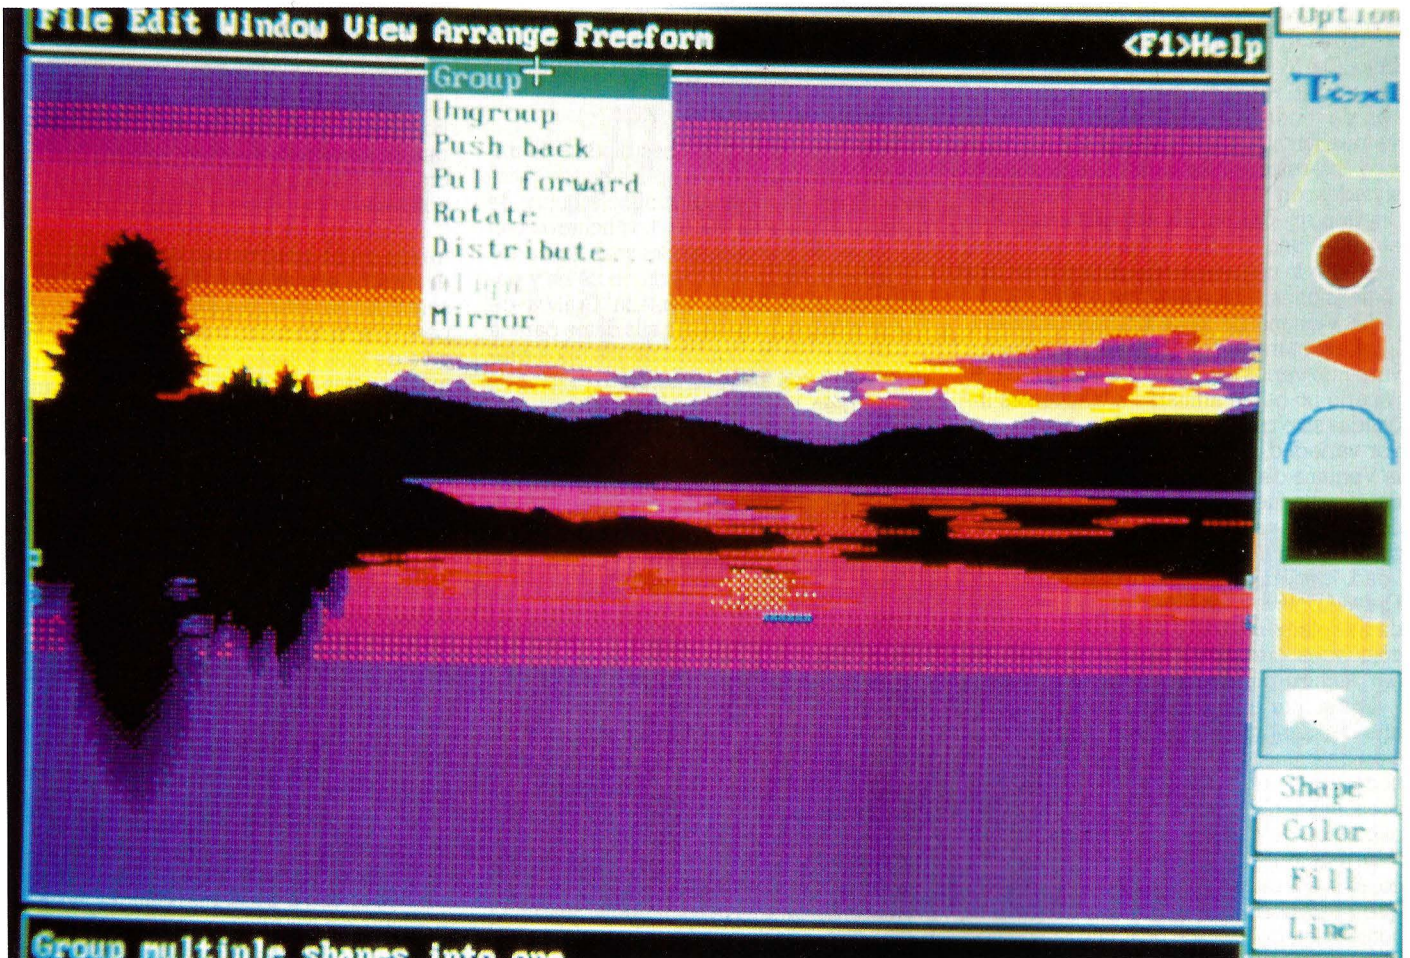 File Edit Window View Arrange Freeform <F1>Help
Option
Text
Group
Ungroup
Push back
Pull forward
Rotate
Distribute...
Align
Mirror
Shape
Color
Fill
Line
Group multiple shapes into one